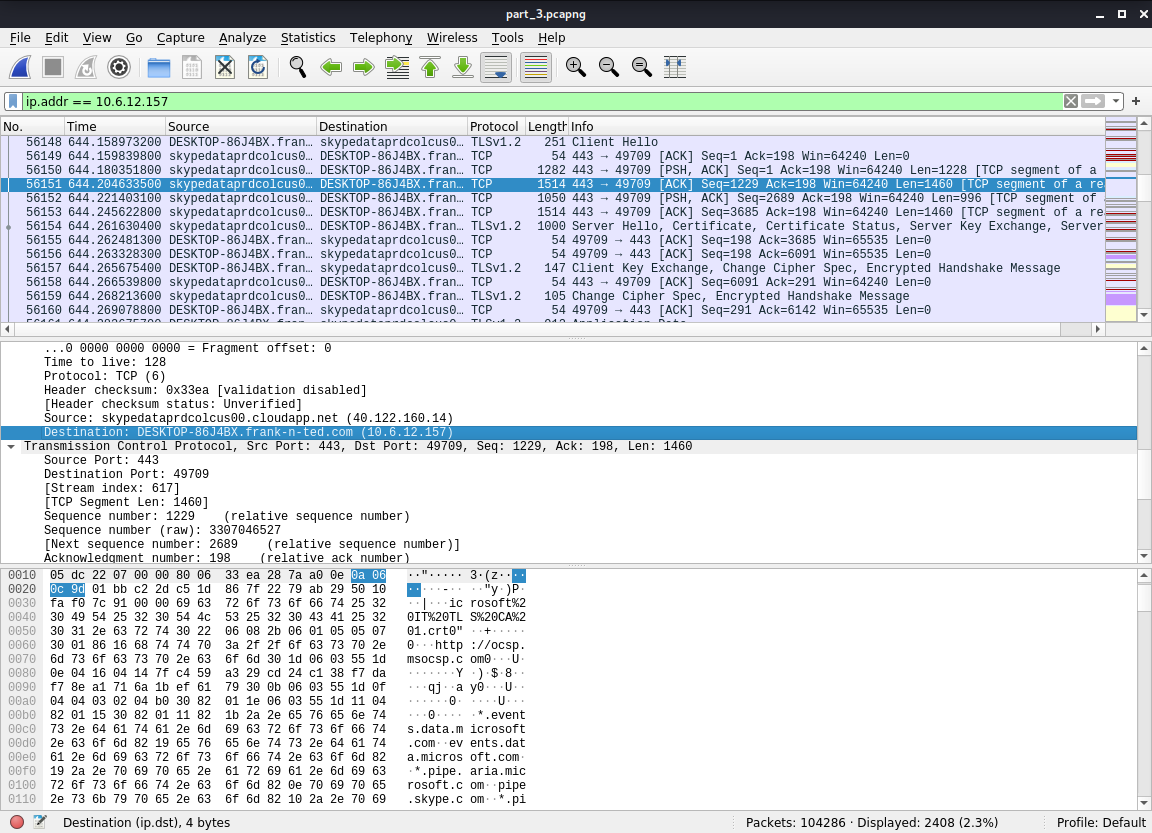 part_3.pcapng
File Edit View Go Capture Analyze Statistics Telephony Wireless Tools Help
ip.addr == 10.6.12.157
No. Time Source Destination Protocol Length Info
56148 644.158973200 DESKTOP-86J4BX.fran… skypedataprdcolcus0… TLSv1.2 251 Client Hello
56149 644.159839800 skypedataprdcolcus0… DESKTOP-86J4BX.fran… TCP 54 443 → 49709 [ACK] Seq=1 Ack=198 Win=64240 Len=0
56150 644.180351800 skypedataprdcolcus0… DESKTOP-86J4BX.fran… TCP 1282 443 → 49709 [PSH, ACK] Seq=1 Ack=198 Win=64240 Len=1228 [TCP segment of a
56151 644.204633500 skypedataprdcolcus0… DESKTOP-86J4BX.fran… TCP 1514 443 → 49709 [ACK] Seq=1229 Ack=198 Win=64240 Len=1460 [TCP segment of a re
56152 644.221403100 skypedataprdcolcus0… DESKTOP-86J4BX.fran… TCP 1050 443 → 49709 [PSH, ACK] Seq=2689 Ack=198 Win=64240 Len=996 [TCP segment of
56153 644.245622800 skypedataprdcolcus0… DESKTOP-86J4BX.fran… TCP 1514 443 → 49709 [ACK] Seq=3685 Ack=198 Win=64240 Len=1460 [TCP segment of a re
56154 644.261630400 skypedataprdcolcus0… DESKTOP-86J4BX.fran… TLSv1.2 1000 Server Hello, Certificate, Certificate Status, Server Key Exchange, Server
56155 644.262481300 DESKTOP-86J4BX.fran… skypedataprdcolcus0… TCP 54 49709 → 443 [ACK] Seq=198 Ack=3685 Win=65535 Len=0
56156 644.263328300 DESKTOP-86J4BX.fran… skypedataprdcolcus0… TCP 54 49709 → 443 [ACK] Seq=198 Ack=6091 Win=65535 Len=0
56157 644.265675400 DESKTOP-86J4BX.fran… skypedataprdcolcus0… TLSv1.2 147 Client Key Exchange, Change Cipher Spec, Encrypted Handshake Message
56158 644.266539800 skypedataprdcolcus0… DESKTOP-86J4BX.fran… TCP 54 443 → 49709 [ACK] Seq=6091 Ack=291 Win=64240 Len=0
56159 644.268213600 skypedataprdcolcus0… DESKTOP-86J4BX.fran… TLSv1.2 105 Change Cipher Spec, Encrypted Handshake Message
56160 644.269078800 DESKTOP-86J4BX.fran… skypedataprdcolcus0… TCP 54 49709 → 443 [ACK] Seq=291 Ack=6142 Win=65535 Len=0
...0 0000 0000 0000 = Fragment offset: 0
Time to live: 128
Protocol: TCP (6)
Header checksum: 0x33ea [validation disabled]
[Header checksum status: Unverified]
Source: skypedataprdcolcus00.cloudapp.net (40.122.160.14)
Destination: DESKTOP-86J4BX.frank-n-ted.com (10.6.12.157)
Transmission Control Protocol, Src Port: 443, Dst Port: 49709, Seq: 1229, Ack: 198, Len: 1460
Source Port: 443
Destination Port: 49709
[Stream index: 617]
[TCP Segment Len: 1460]
Sequence number: 1229 (relative sequence number)
Sequence number (raw): 3307046527
[Next sequence number: 2689 (relative sequence number)]
Acknowledgment number: 198 (relative ack number)
0010 05 dc 22 07 00 00 80 06 33 ea 28 7a a0 0e 0a 06 ··"····· 3·(z····
0020 0c 9d 01 bb c2 2d c5 1d 86 7f 22 79 ab 29 50 10 ·····-·· ··"y·)P·
0030 fa f0 7c 91 00 00 69 63 72 6f 73 6f 66 74 25 32 ··|···ic rosoft%2
0040 30 49 54 25 32 30 54 4c 53 25 32 30 43 41 25 32 0IT%20TL S%20CA%2
0050 30 31 2e 63 72 74 30 22 06 08 2b 06 01 05 05 07 01.crt0" ··+·····
0060 30 01 86 16 68 74 74 70 3a 2f 2f 6f 63 73 70 2e 0···http ://ocsp.
0070 6d 73 6f 63 73 70 2e 63 6f 6d 30 1d 06 03 55 1d msocsp.c om0···U·
0080 0e 04 16 04 14 7f c4 59 a3 29 cd 24 c1 38 f7 da ·······Y ·)·$·8··
0090 f7 8e a1 71 6a 1b ef 61 79 30 0b 06 03 55 1d 0f ···qj··a y0···U··
00a0 04 04 03 02 04 b0 30 82 01 1e 06 03 55 1d 11 04 ······0· ····U···
00b0 82 01 15 30 82 01 11 82 1b 2a 2e 65 76 65 6e 74 ···0···· ·*.event
00c0 73 2e 64 61 74 61 2e 6d 69 63 72 6f 73 6f 66 74 s.data.m icrosoft
00d0 2e 63 6f 6d 82 19 65 76 65 6e 74 73 2e 64 61 74 .com··ev ents.dat
00e0 61 2e 6d 69 63 72 6f 73 6f 66 74 2e 63 6f 6d 82 a.micros oft.com·
00f0 19 2a 2e 70 69 70 65 2e 61 72 69 61 2e 6d 69 63 ·*.pipe. aria.mic
0100 72 6f 73 6f 66 74 2e 63 6f 6d 82 0e 70 69 70 65 rosoft.c om··pipe
0110 2e 73 6b 79 70 65 2e 63 6f 6d 82 10 2a 2e 70 69 .skype.c om··*.pi
Destination (ip.dst), 4 bytes
Packets: 104286 · Displayed: 2408 (2.3%)
Profile: Default